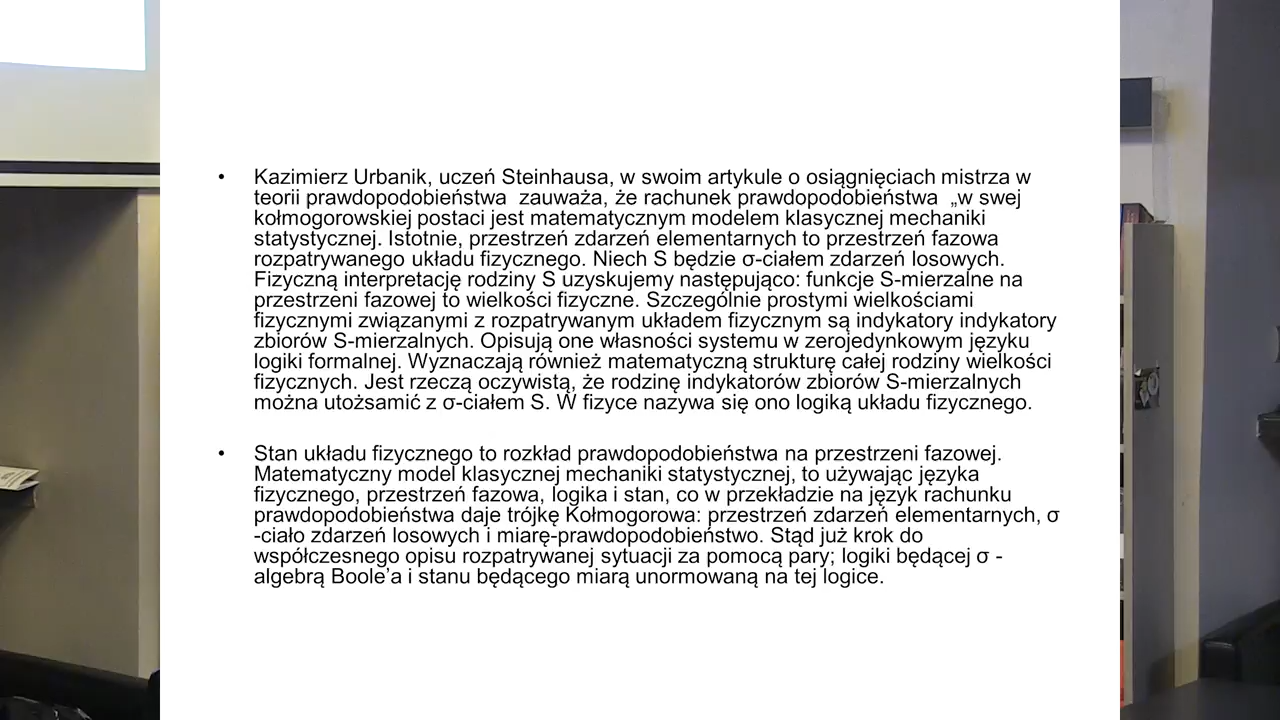 • Kazimierz Urbanik, uczeń Steinhausa, w swoim artykule o osiągnięciach mistrza w
teorii prawdopodobieństwa  zauważa, że rachunek prawdopodobieństwa  „w swej
kołmogorowskiej postaci jest matematycznym modelem klasycznej mechaniki
statystycznej. Istotnie, przestrzeń zdarzeń elementarnych to przestrzeń fazowa
rozpatrywanego układu fizycznego. Niech S będzie σ-ciałem zdarzeń losowych.
Fizyczną interpretację rodziny S uzyskujemy następująco: funkcje S-mierzalne na
przestrzeni fazowej to wielkości fizyczne. Szczególnie prostymi wielkościami
fizycznymi związanymi z rozpatrywanym układem fizycznym są indykatory indykatory
zbiorów S-mierzalnych. Opisują one własności systemu w zerojedynkowym języku
logiki formalnej. Wyznaczają również matematyczną strukturę całej rodziny wielkości
fizycznych. Jest rzeczą oczywistą, że rodzinę indykatorów zbiorów S-mierzalnych
można utożsamić z σ-ciałem S. W fizyce nazywa się ono logiką układu fizycznego.
• Stan układu fizycznego to rozkład prawdopodobieństwa na przestrzeni fazowej.
Matematyczny model klasycznej mechaniki statystycznej, to używając języka
fizycznego, przestrzeń fazowa, logika i stan, co w przekładzie na język rachunku
prawdopodobieństwa daje trójkę Kołmogorowa: przestrzeń zdarzeń elementarnych, σ
-ciało zdarzeń losowych i miarę-prawdopodobieństwo. Stąd już krok do
współczesnego opisu rozpatrywanej sytuacji za pomocą pary; logiki będącej σ -
algebrą Boole’a i stanu będącego miarą unormowaną na tej logice.